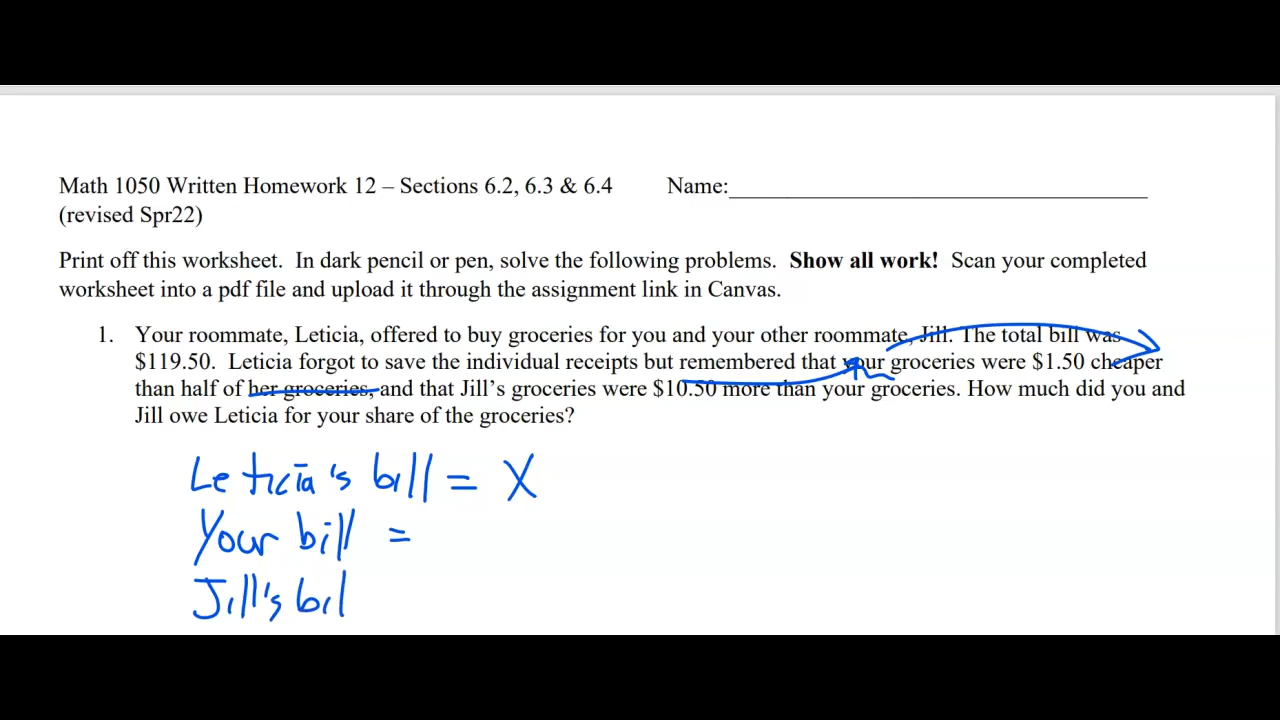 Math 1050 Written Homework 12 – Sections 6.2, 6.3 & 6.4 Name:
(revised Spr22)
Print off this worksheet. In dark pencil or pen, solve the following problems. Show all work! Scan your completed
worksheet into a pdf file and upload it through the assignment link in Canvas.
1. Your roommate, Leticia, offered to buy groceries for you and your other roommate, Jill. The total bill was
$119.50. Leticia forgot to save the individual receipts but remembered that your groceries were $1.50 cheaper
than half of her groceries, and that Jill’s groceries were $10.50 more than your groceries. How much did you and
Jill owe Leticia for your share of the groceries?
Leticia's bill = X
Your bill =
Jill's bil